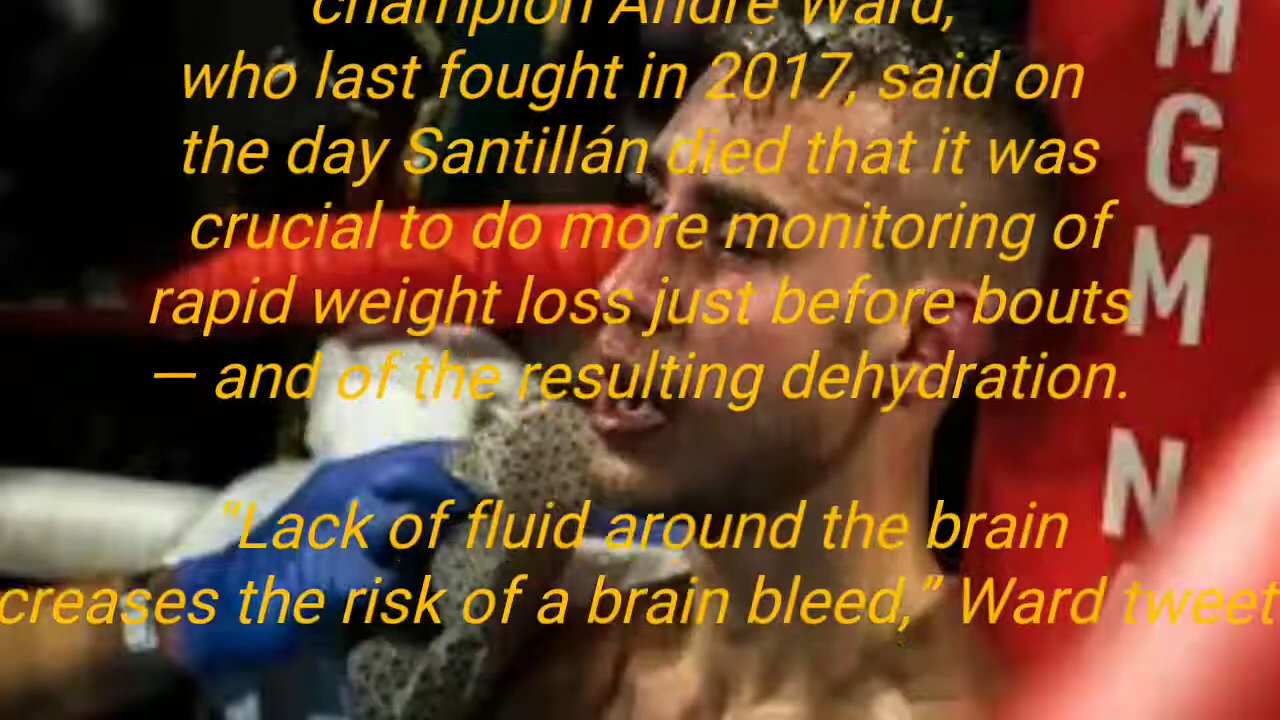 champion Andre Ward,
who last fought in 2017, said on
the day Santillán died that it was
crucial to do more monitoring of
rapid weight loss just before bouts
— and of the resulting dehydration.
“Lack of fluid around the brain
creases the risk of a brain bleed,” Ward tweet
MGM
N